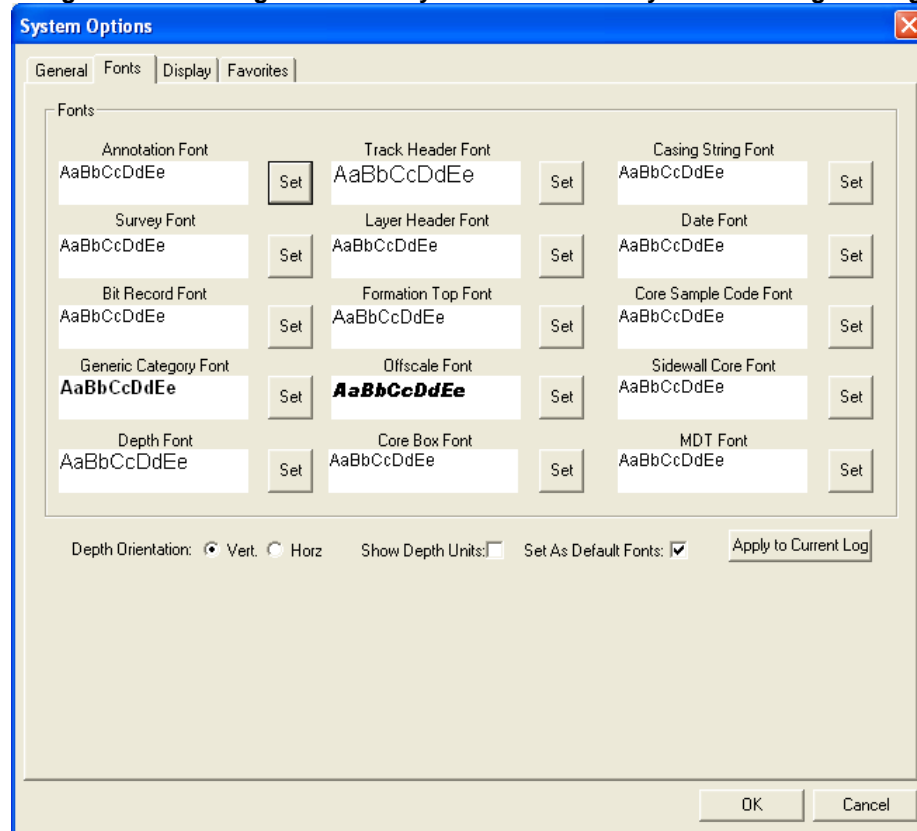 System Options
General Fonts Display Favorites
Fonts
Annotation Font Track Header Font Casing String Font
AaBbCcDdEe Set AaBbCcDdEe Set AaBbCcDdEe Set
Survey Font Layer Header Font Date Font
AaBbCcDdEe Set AaBbCcDdEe Set AaBbCcDdEe Set
Bit Record Font Formation Top Font Core Sample Code Font
AaBbCcDdEe Set AaBbCcDdEe Set AaBbCcDdEe Set
Generic Category Font Offscale Font Sidewall Core Font
AaBbCcDdEe Set AaBbCcDdEe Set AaBbCcDdEe Set
Depth Font Core Box Font MDT Font
AaBbCcDdEe Set AaBbCcDdEe Set AaBbCcDdEe Set
Depth Orientation: Vert. Horz Show Depth Units: Set As Default Fonts: Apply to Current Log
OK Cancel